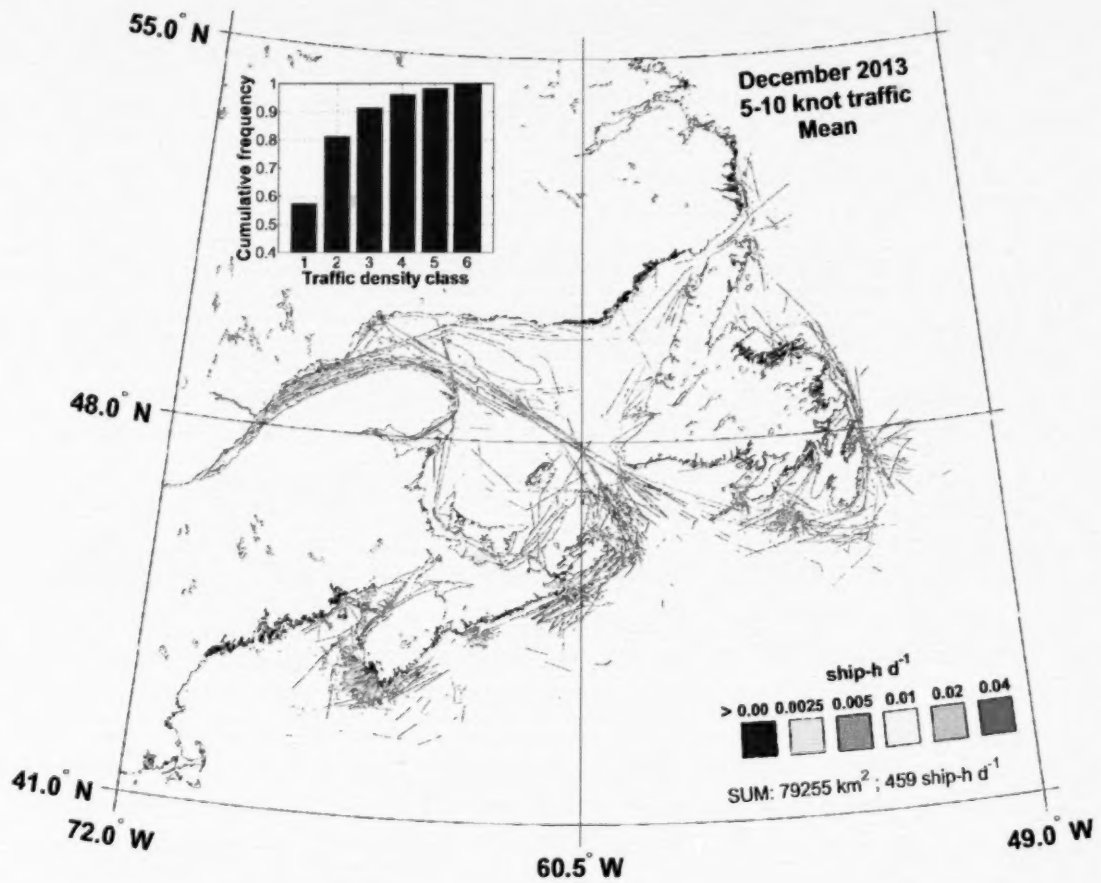 55.0° N
December 2013
5-10 knot traffic
Mean
Cumulative frequency
1
0.9
0.8
0.7
0.6
0.5
0.4
1 2 3 4 5 6
Traffic density class
48.0° N
ship-h d-1
> 0.00 0.0025 0.005 0.01 0.02 0.04
SUM: 79255 km2 ; 459 ship-h d-1
41.0° N
72.0° W
60.5° W
49.0° W